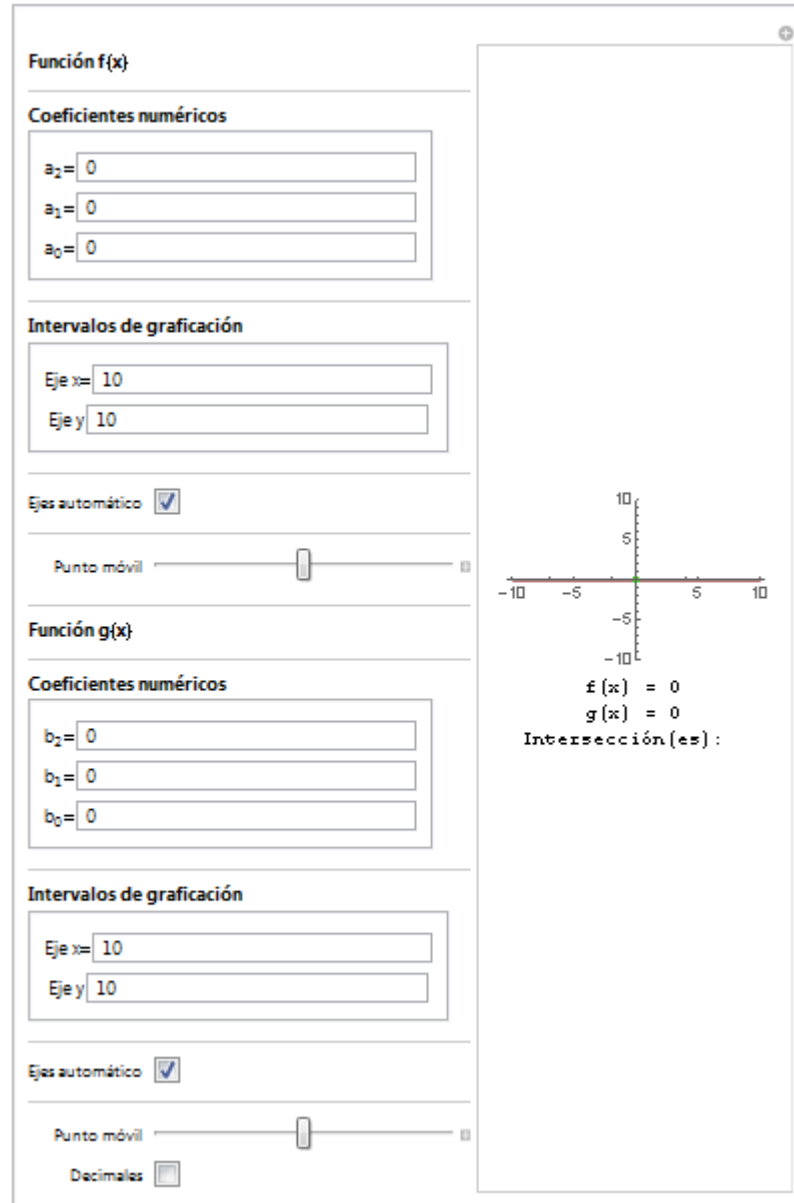 Función f(x)
Coeficientes numéricos
a₂= 0
a₁= 0
a₀= 0
Intervalos de graficación
Eje x= 10
Eje y 10
Ejes automático
Punto móvil
Función g(x)
Coeficientes numéricos
b₂= 0
b₁= 0
b₀= 0
Intervalos de graficación
Eje x= 10
Eje y 10
Ejes automático
Punto móvil
Decimales
10
5
-10 -5 5 10
-5
-10
f(x) = 0
g(x) = 0
Intersección(es):